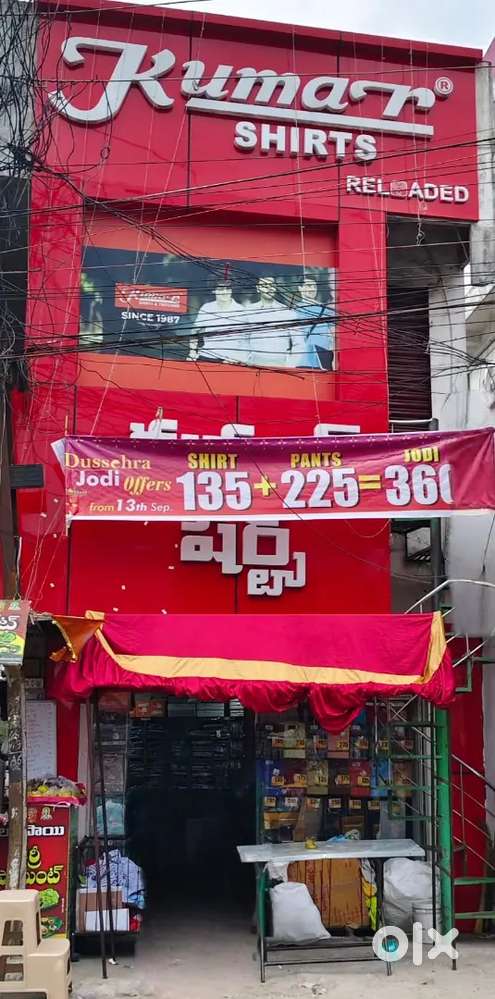 Kumar®
SHIRTS
RELOADED
Kumar
SINCE 1987
Dussehra
Jodi Offers
from 13th Sep.
SHIRT PANTS JODI
135+225=360
షర్ట్స్
olx